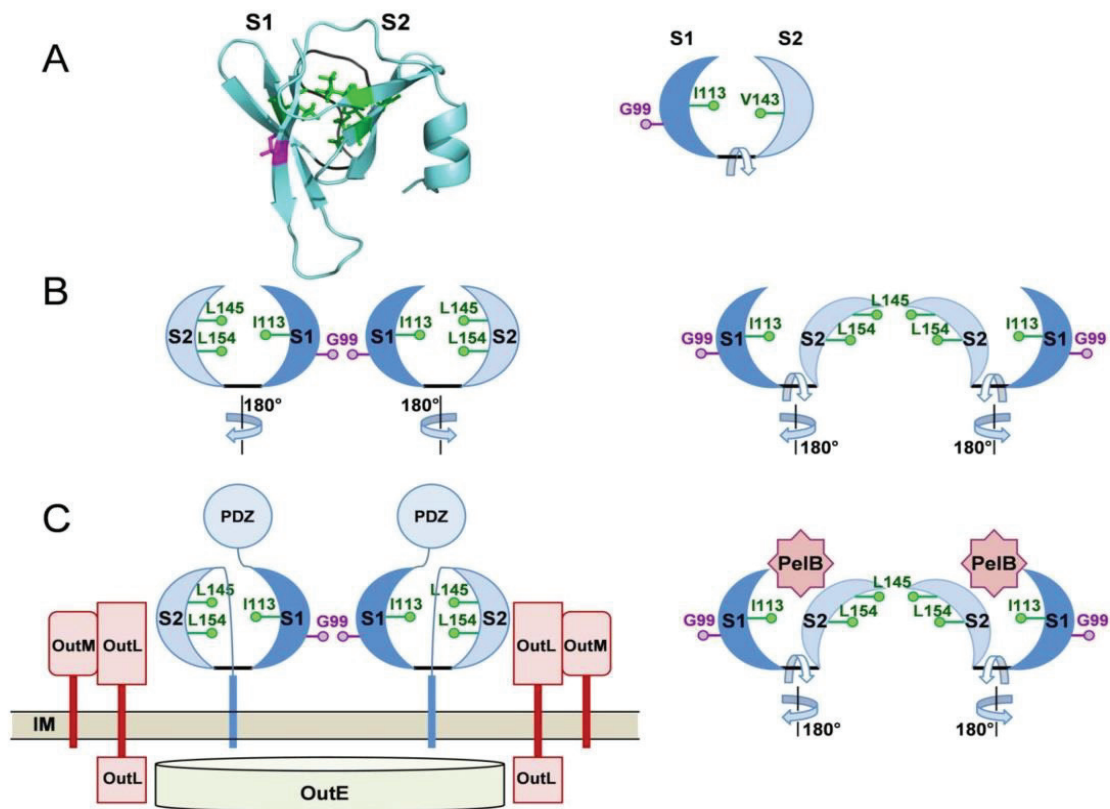 A
S1 S2
S1 S2
G99 I113 V143
B
S2 L145 L154 I113 S1 G99 S1 I113 L145 L154 S2
180° 180°
G99 S1 I113 S2 L154 L145 L154 S2 I113 S1 G99
180° 180°
C
PDZ PDZ
OutM OutL S2 L145 L154 I113 S1 G99 S1 I113 L145 L154 S2 OutL OutM
IM
OutL OutE OutL
PelB PelB
G99 S1 I113 S2 L154 L145 L154 S2 I113 S1 G99
180° 180°